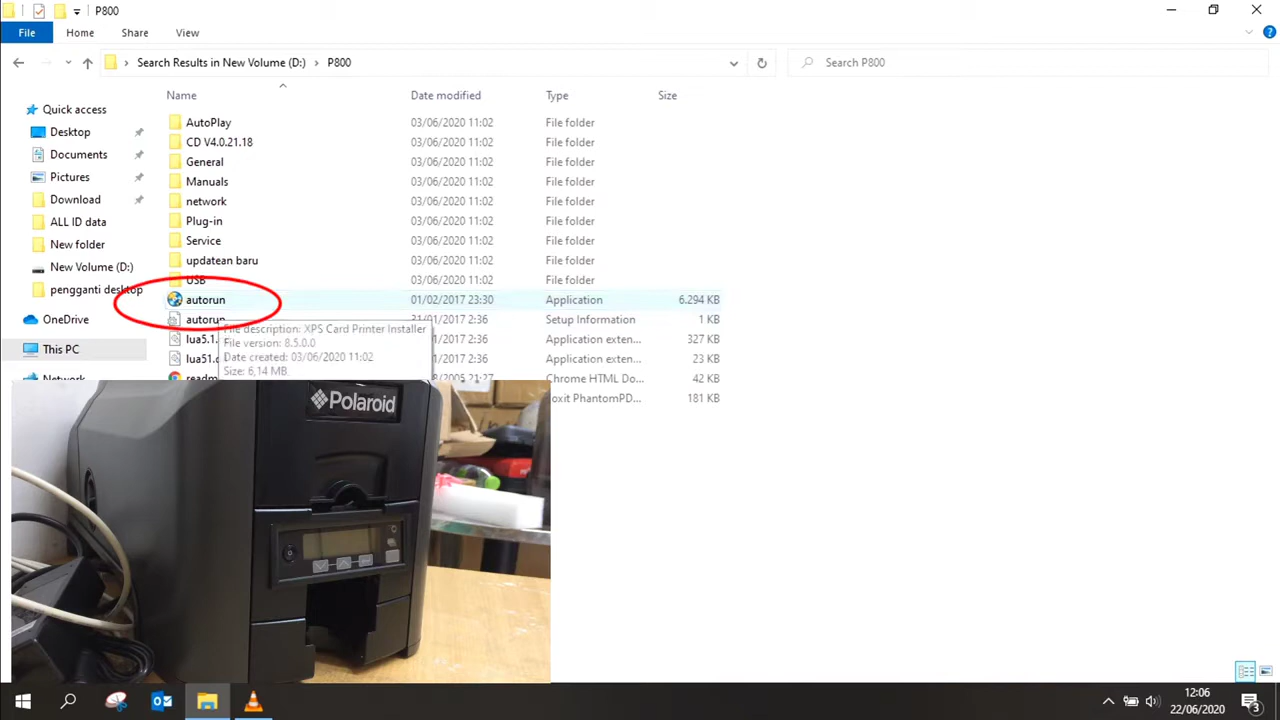 P800
File Home Share View
Search Results in New Volume (D:) P800
Search P800
Name Date modified Type Size
Quick access
Desktop
Documents
Pictures
Download
ALL ID data
New folder
New Volume (D:)
pengganti desktop
OneDrive
This PC
Network
AutoPlay 03/06/2020 11:02 File folder
CD V4.0.21.18 03/06/2020 11:02 File folder
General 03/06/2020 11:02 File folder
Manuals 03/06/2020 11:02 File folder
network 03/06/2020 11:02 File folder
Plug-in 03/06/2020 11:02 File folder
Service 03/06/2020 11:02 File folder
updatean baru 03/06/2020 11:02 File folder
USB 03/06/2020 11:02 File folder
autorun 01/02/2017 23:30 Application 6.294 KB
autorun 31/01/2017 2:36 Setup Information 1 KB
lua5.1. 1/2017 2:36 Application exten... 327 KB
lua51. 1/2017 2:36 Application exten... 23 KB
readm 8/2005 21:27 Chrome HTML Do... 42 KB
oxit PhantomPD... 181 KB
File description: XPS Card Printer Installer
File version: 8.5.0.0
Date created: 03/06/2020 11:02
Size: 6,14 MB
Polaroid
12:06
22/06/2020
3